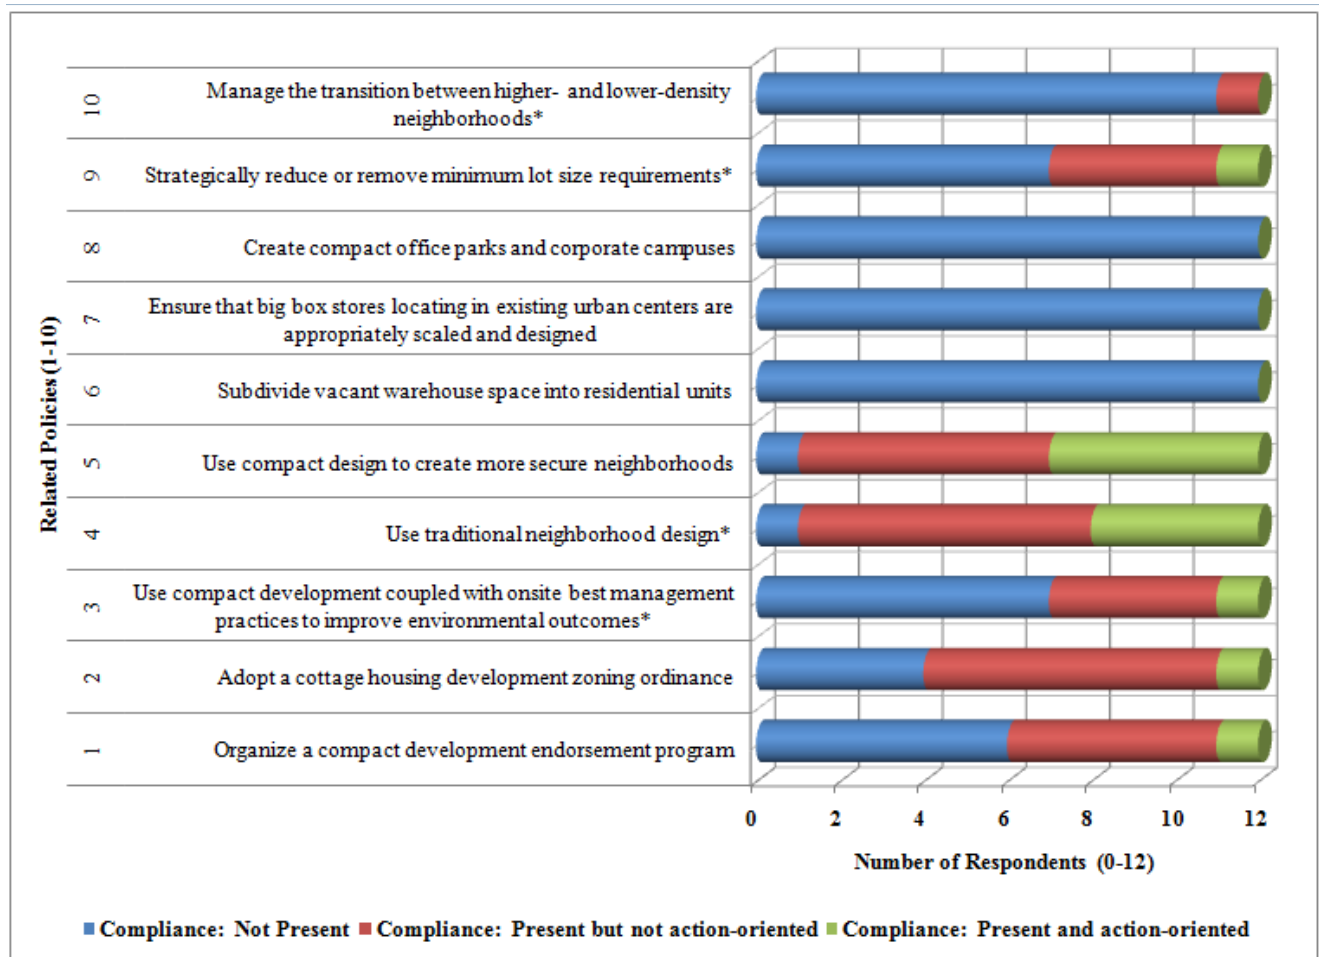 10
Manage the transition between higher- and lower-density
neighborhoods*
9
Strategically reduce or remove minimum lot size requirements*
8
Create compact office parks and corporate campuses
7
Ensure that big box stores locating in existing urban centers are
appropriately scaled and designed
6
Subdivide vacant warehouse space into residential units
5
Use compact design to create more secure neighborhoods
4
Use traditional neighborhood design*
3
Use compact development coupled with onsite best management
practices to improve environmental outcomes*
2
Adopt a cottage housing development zoning ordinance
1
Organize a compact development endorsement program
Related Policies (1-10)
0 2 4 6 8 10 12
Number of Respondents (0-12)
Compliance: Not Present Compliance: Present but not action-oriented Compliance: Present and action-oriented